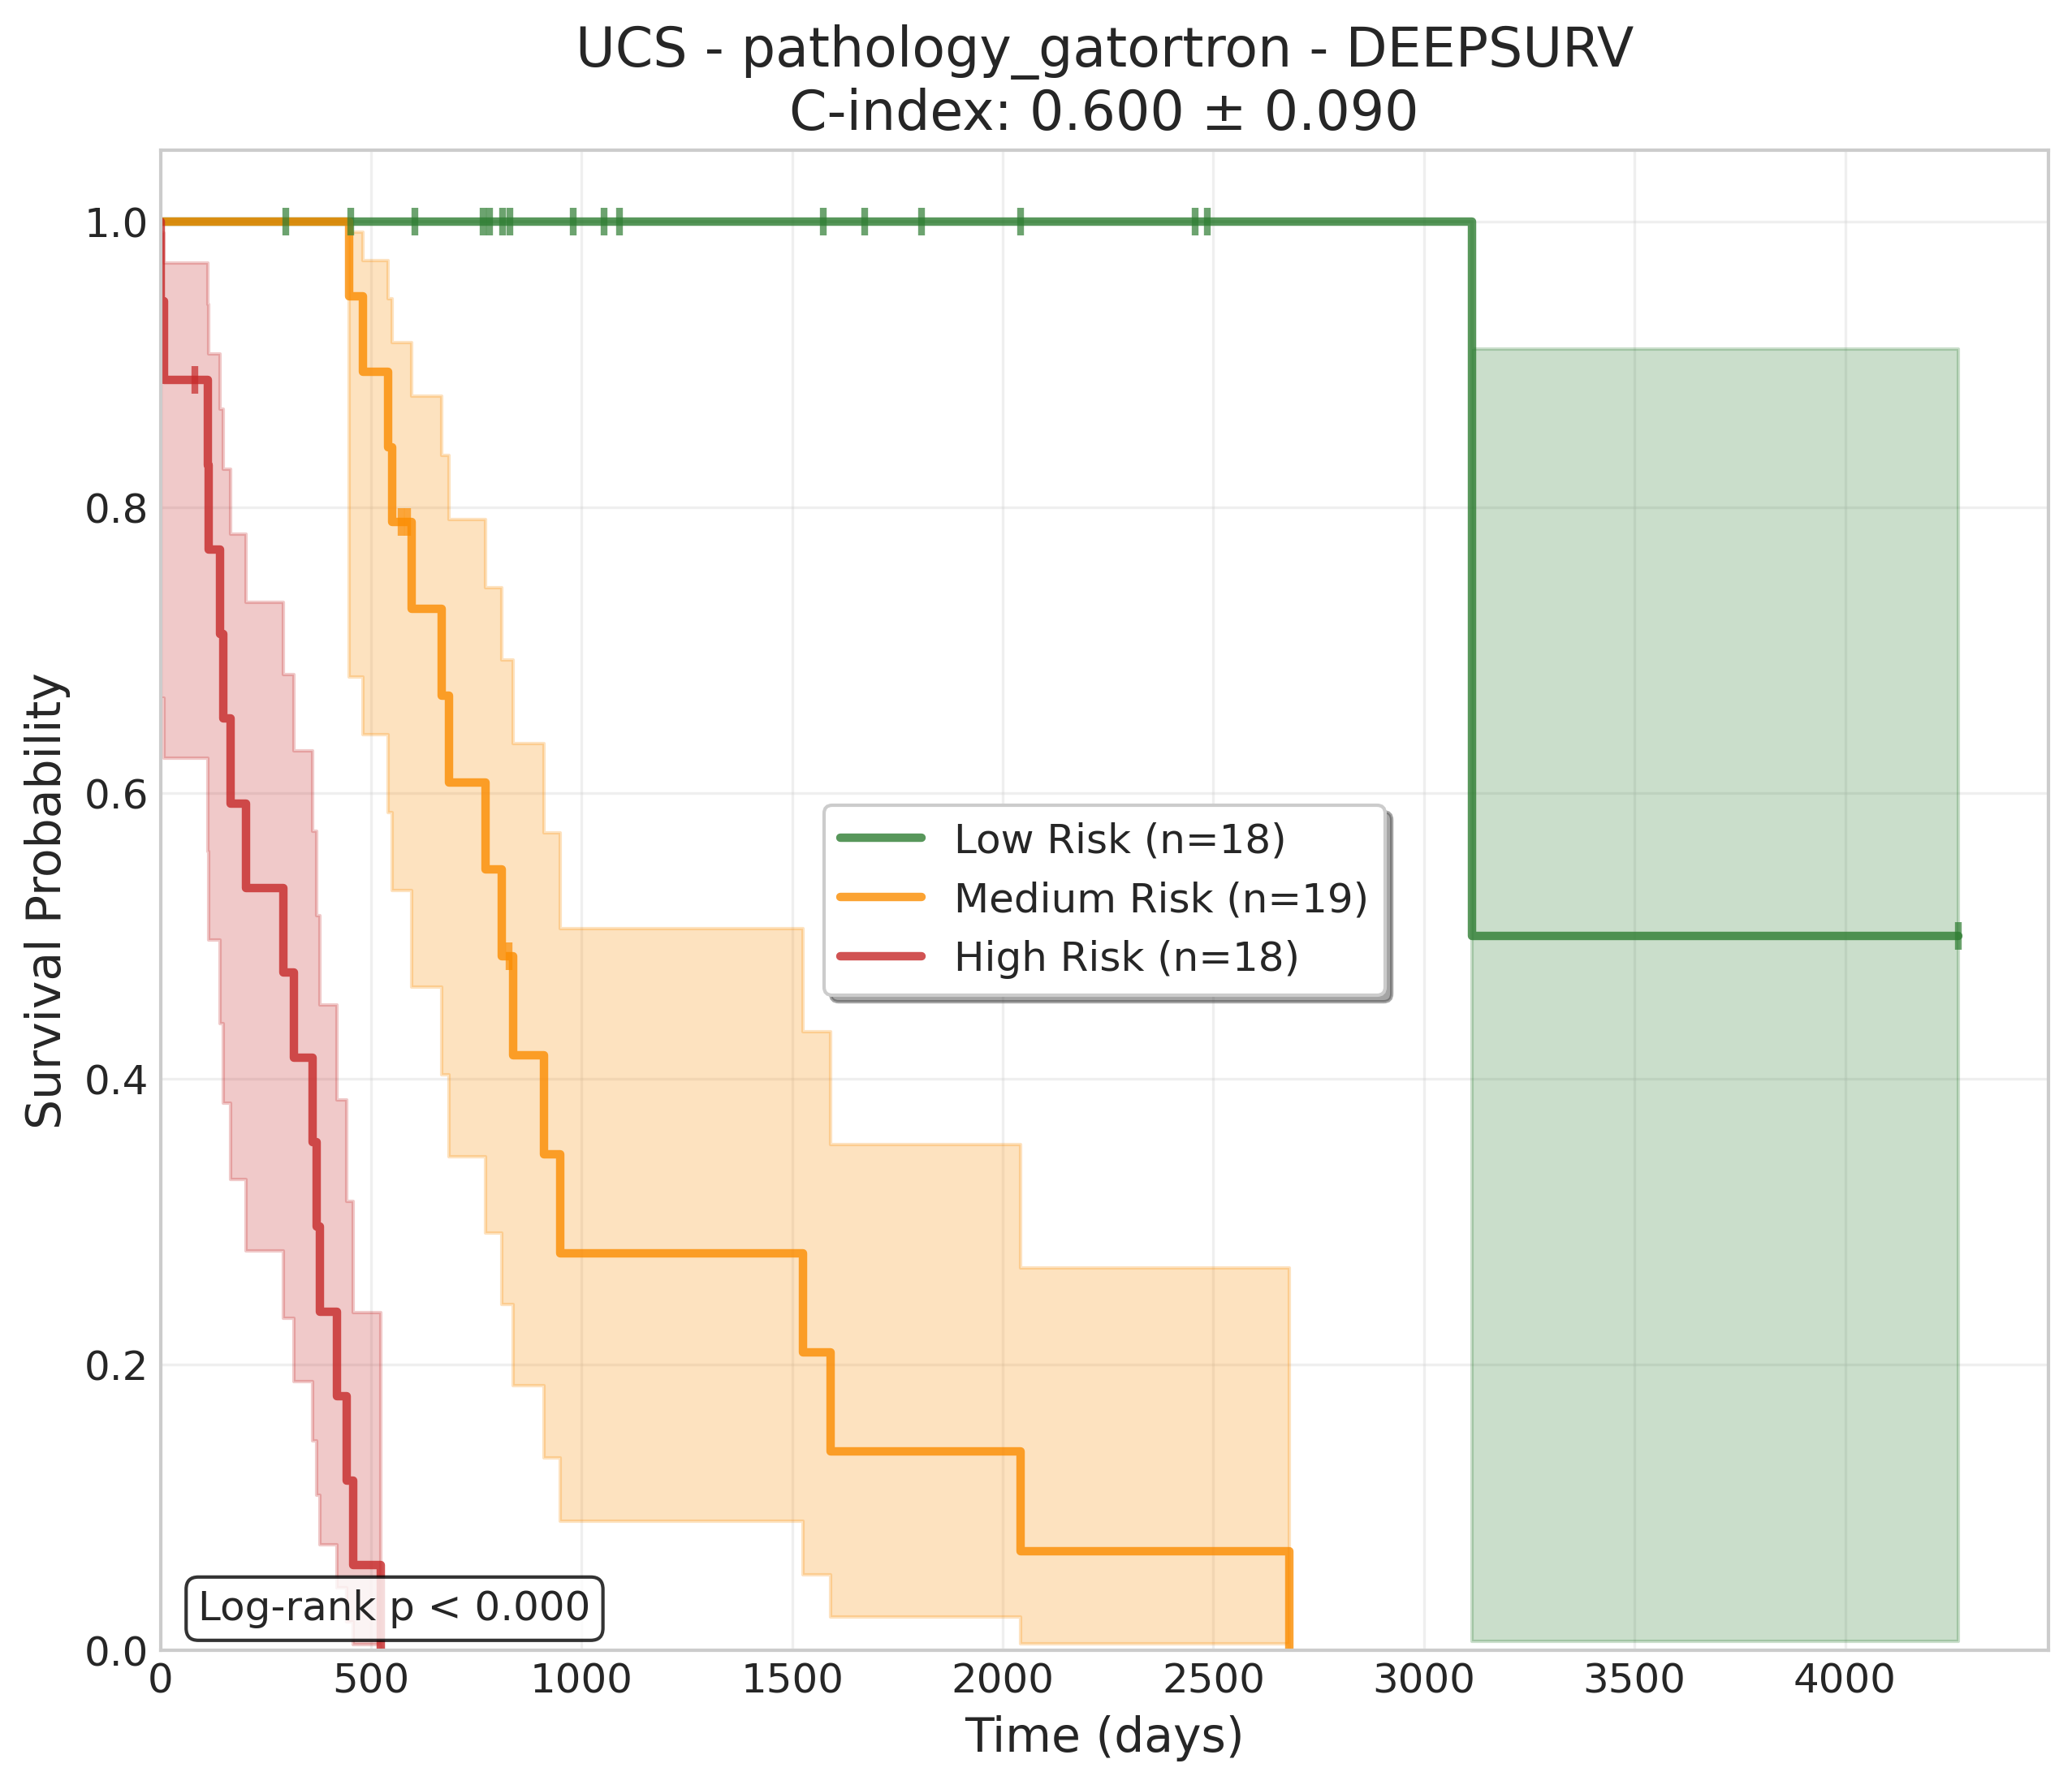 UCS - pathology_gatortron - DEEPSURV
C-index: 0.600 ± 0.090
Survival Probability
1.0
0.8
0.6
0.4
0.2
0.0
Low Risk (n=18)
Medium Risk (n=19)
High Risk (n=18)
Log-rank p < 0.000
0 500 1000 1500 2000 2500 3000 3500 4000
Time (days)